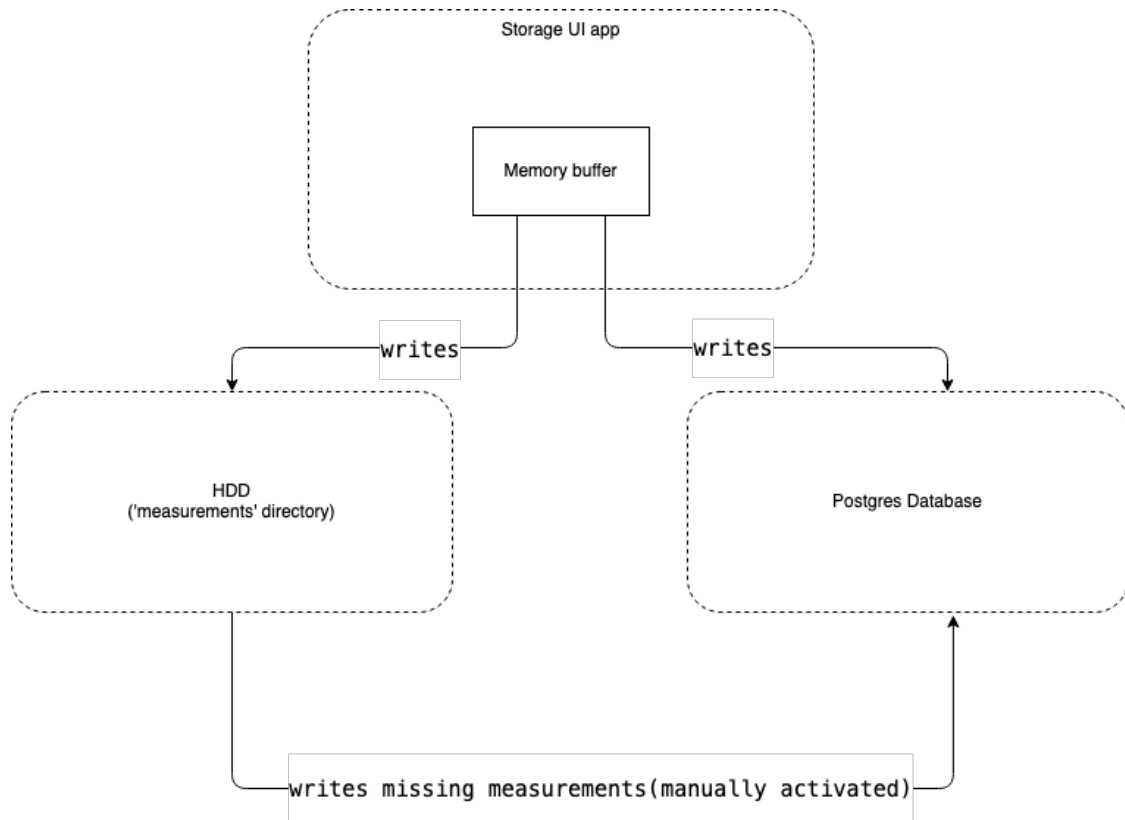 Storage UI app
Memory buffer
writes
writes
HDD
('measurements' directory)
Postgres Database
writes missing measurements(manually activated)